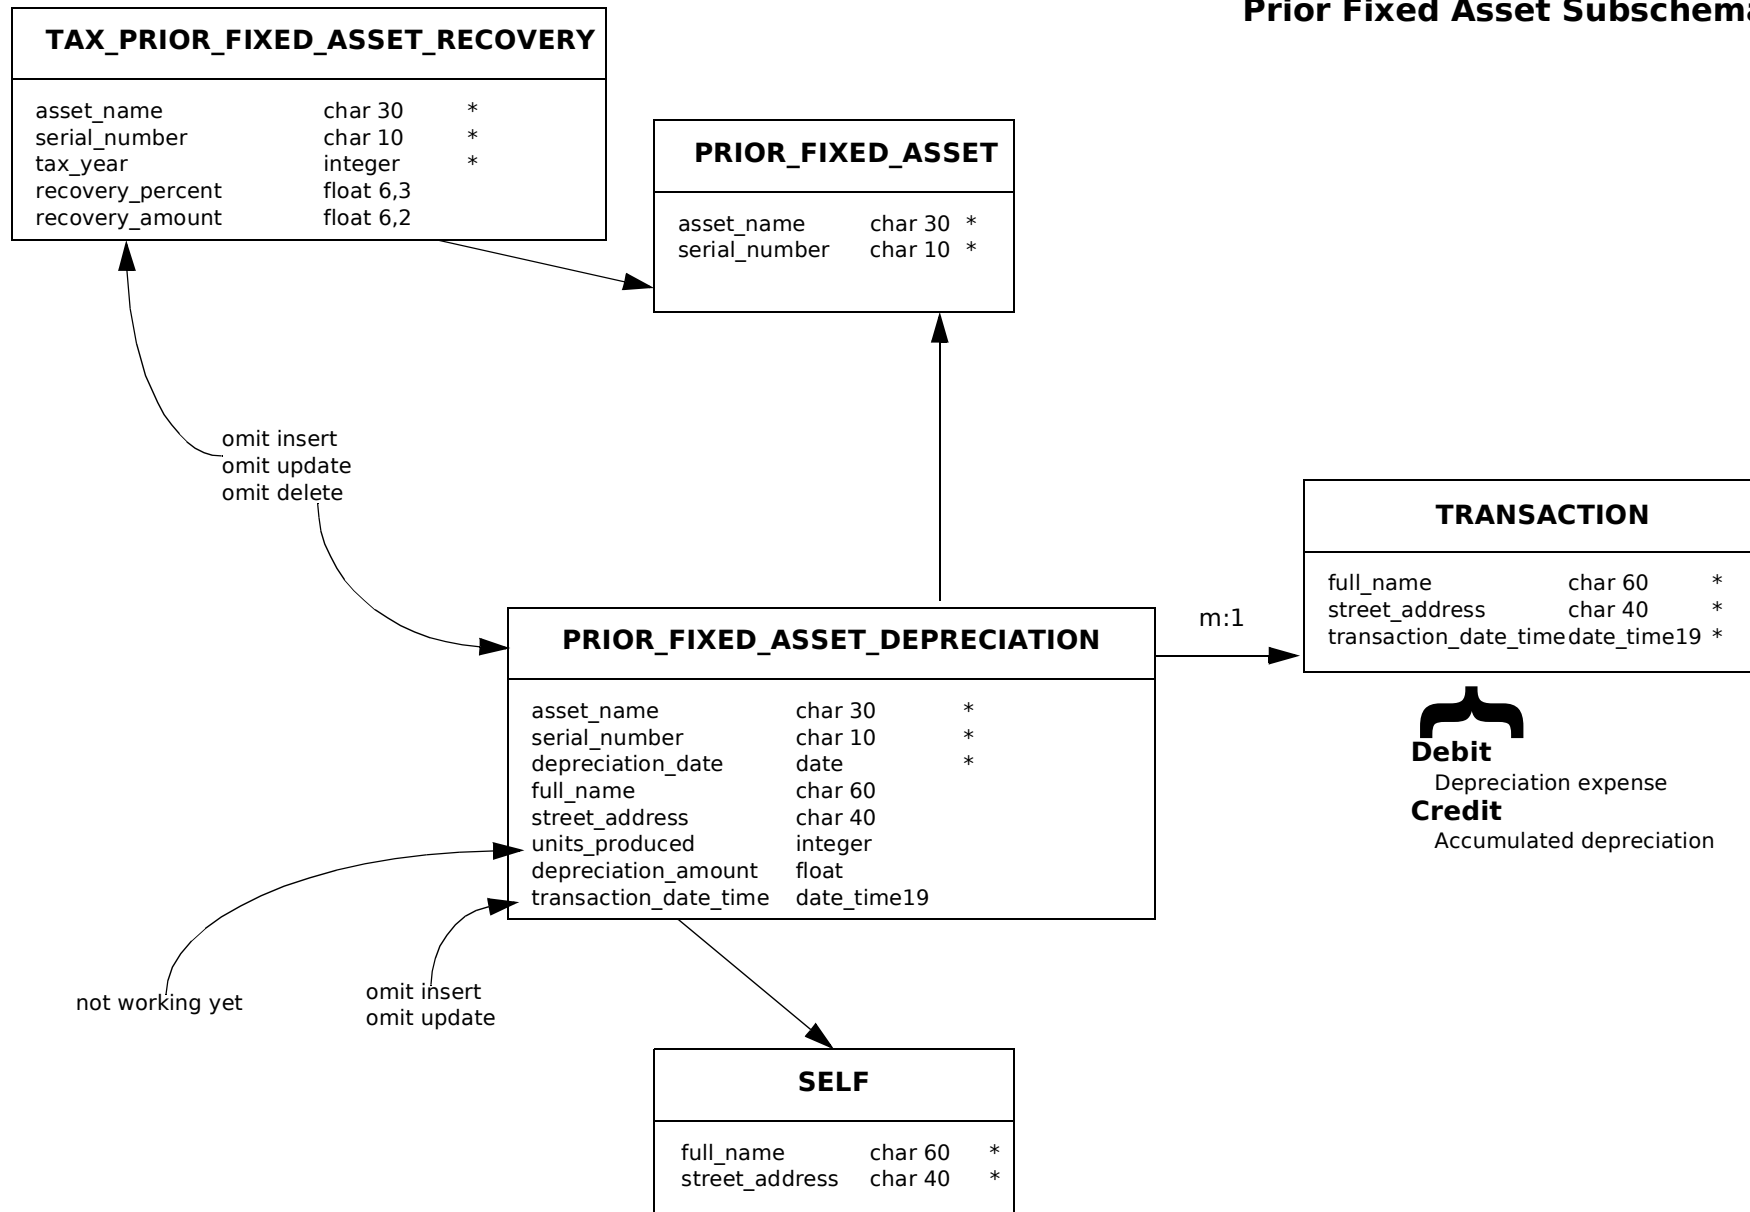 Prior Fixed Asset Subschema
TAX_PRIOR_FIXED_ASSET_RECOVERY
asset_name char 30 *
serial_number char 10 *
tax_year integer *
recovery_percent float 6,3
recovery_amount float 6,2
PRIOR_FIXED_ASSET
asset_name char 30 *
serial_number char 10 *
omit insert
omit update
omit delete
TRANSACTION
full_name char 60 *
street_address char 40 *
transaction_date_time date_time19 *
m:1
PRIOR_FIXED_ASSET_DEPRECIATION
asset_name char 30 *
serial_number char 10 *
depreciation_date date *
full_name char 60
street_address char 40
units_produced integer
depreciation_amount float
transaction_date_time date_time19
Debit
Depreciation expense
Credit
Accumulated depreciation
not working yet
omit insert
omit update
SELF
full_name char 60 *
street_address char 40 *